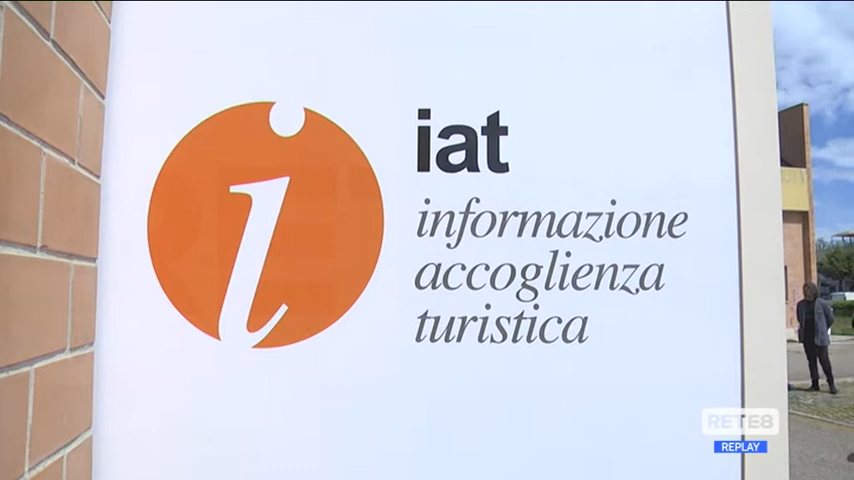 i
iat
informazione
accoglienza
turistica
RETE8
REPLAY